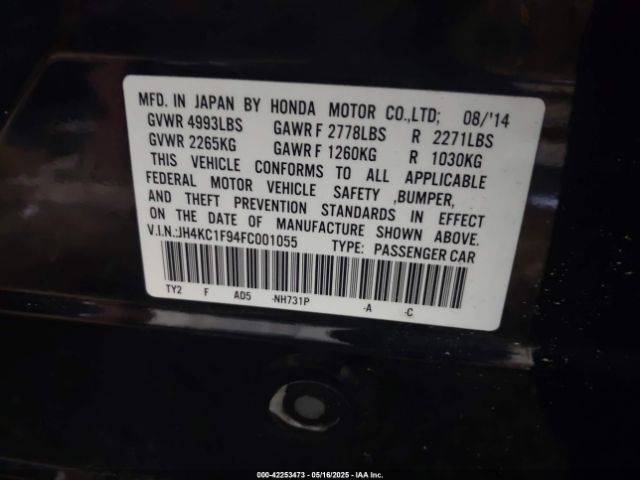 MFD. IN JAPAN BY HONDA MOTOR CO.,LTD; 08/'14
GVWR 4993LBS GAWR F 2778LBS R 2271LBS
GVWR 2265KG GAWR F 1260KG R 1030KG
THIS VEHICLE CONFORMS TO ALL APPLICABLE
FEDERAL MOTOR VEHICLE SAFETY ,BUMPER,
AND THEFT PREVENTION STANDARDS IN EFFECT
ON THE DATE OF MANUFACTURE SHOWN ABOVE.
V.I.N.:JH4KC1F94FC001055 TYPE: PASSENGER CAR
TY2 F AD5 -NH731P -A -C
000-42253473 - 05/16/2025 - IAA Inc.